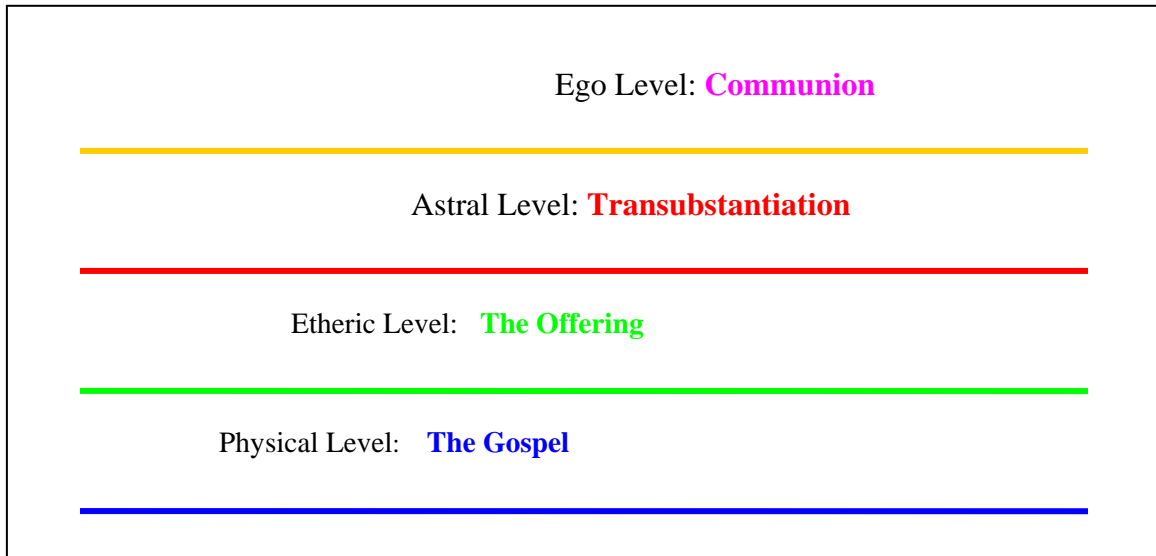 Ego Level: Communion
Astral Level: Transubstantiation
Etheric Level: The Offering
Physical Level: The Gospel